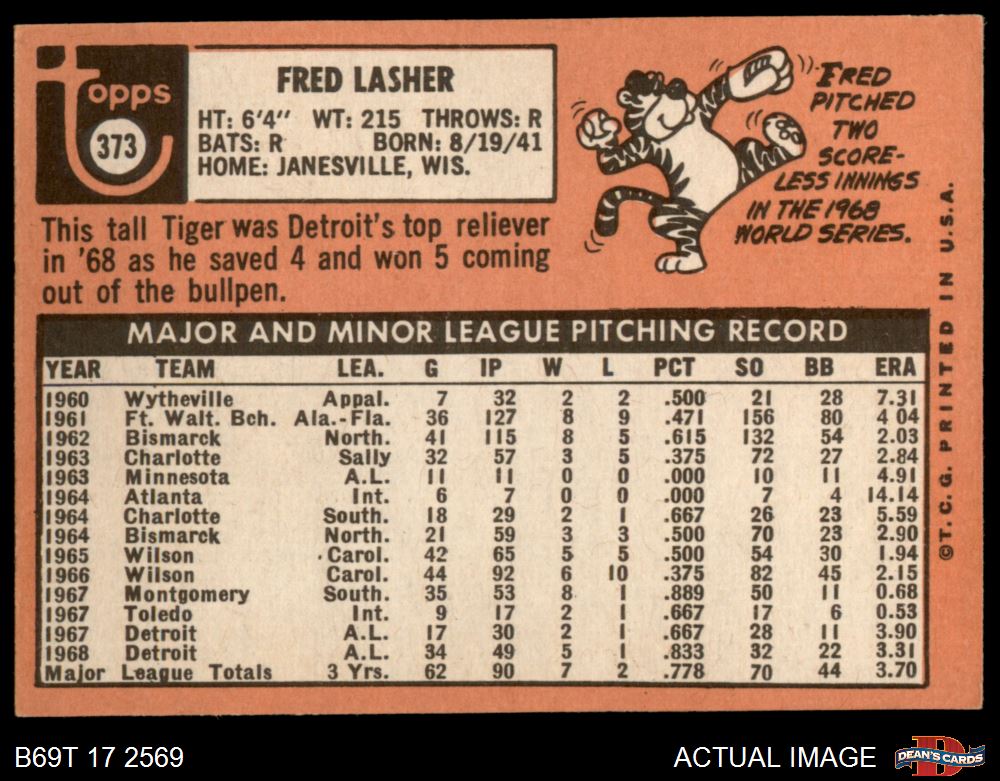 topps
373
FRED LASHER
HT: 6'4" WT: 215 THROWS: R
BATS: R BORN: 8/19/41
HOME: JANESVILLE, WIS.
This tall Tiger was Detroit's top reliever
in '68 as he saved 4 and won 5 coming
out of the bullpen.
FRED
PITCHED
TWO
SCORE-
LESS INNINGS
IN THE 1968
WORLD SERIES.
MAJOR AND MINOR LEAGUE PITCHING RECORD
YEAR TEAM LEA. G IP W L PCT SO BB ERA
1960 Wytheville Appal. 7 32 2 2 .500 21 28 7.31
1961 Ft. Walt. Bch. Ala.-Fla. 36 127 8 9 .471 156 80 4 04
1962 Bismarck North. 41 115 8 5 .615 132 54 2.03
1963 Charlotte Sally 32 57 3 5 .375 72 27 2.84
1963 Minnesota A.L. 11 11 0 0 .000 10 11 4.91
1964 Atlanta Int. 6 7 0 0 .000 7 4 14.14
1964 Charlotte South. 18 29 2 1 .667 26 23 5.59
1964 Bismarck North. 21 59 3 3 .500 70 23 2.90
1965 Wilson Carol. 42 65 5 5 .500 54 30 1.94
1966 Wilson Carol. 44 92 6 10 .375 82 45 2.15
1967 Montgomery South. 35 53 8 1 .889 50 11 0.68
1967 Toledo Int. 9 17 2 1 .667 17 6 0.53
1967 Detroit A.L. 17 30 2 1 .667 28 11 3.90
1968 Detroit A.L. 34 49 5 1 .833 32 22 3.31
Major League Totals 3 Yrs. 62 90 7 2 .778 70 44 3.70
©T. C. G. PRINTED IN U.S.A.
B69T 17 2569
ACTUAL IMAGE
D
DEAN'S CARDS